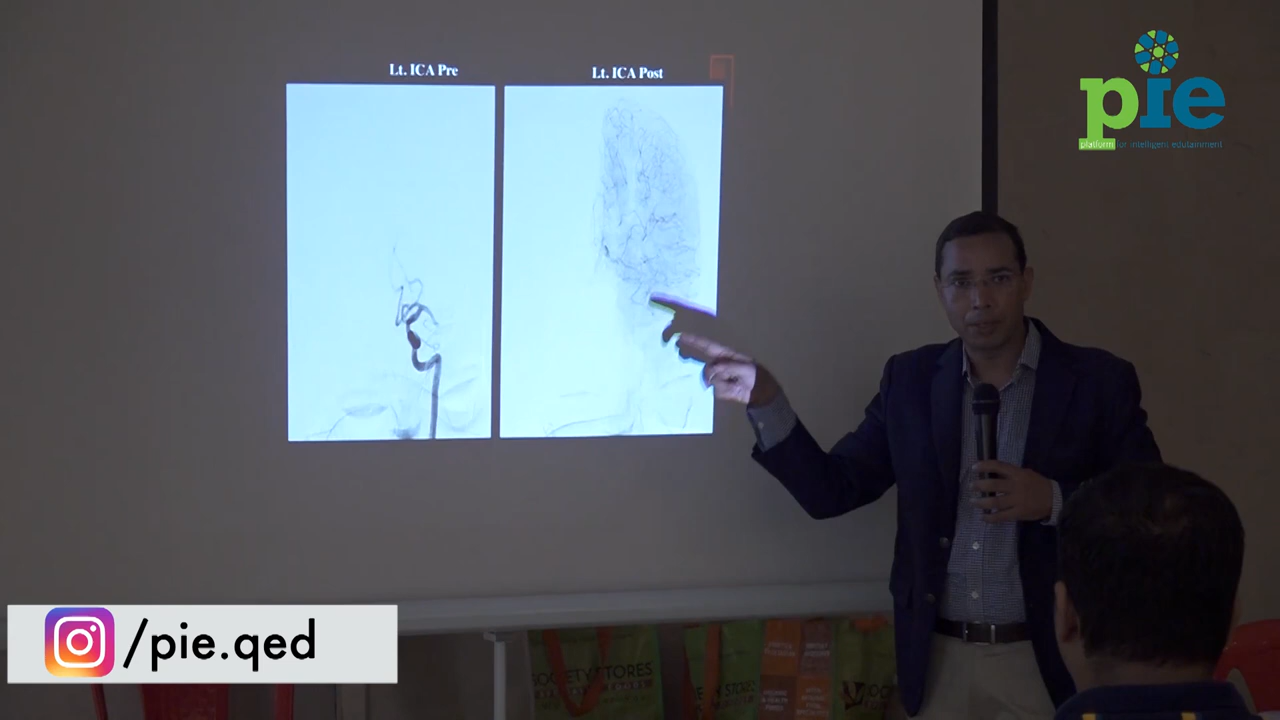 Lt. ICA Pre
Lt. ICA Post
pie
platform for intelligent edutainment
/pie.qed